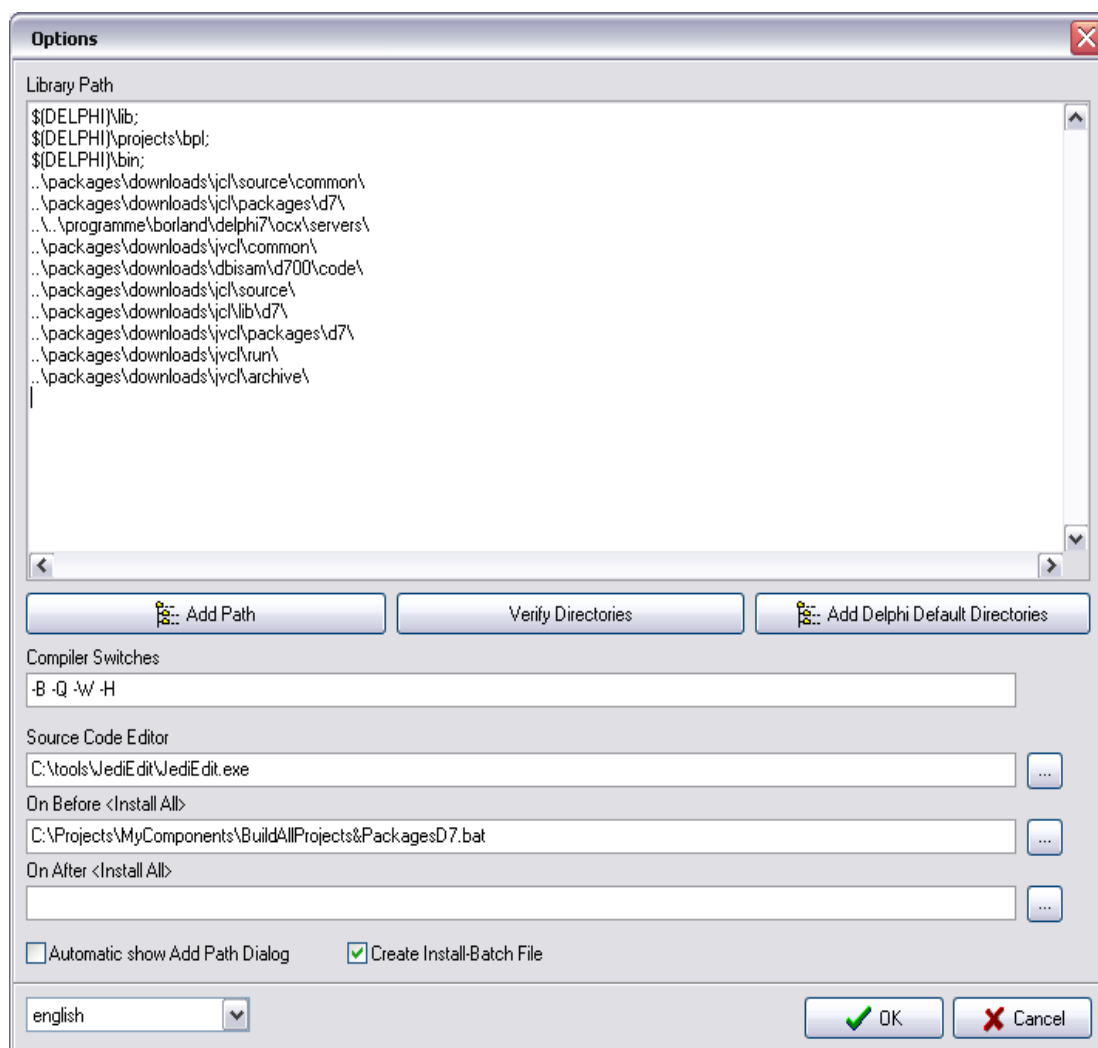 Options
Library Path
$(DELPHI)\lib;
$(DELPHI)\projects\bpl;
$(DELPHI)\bin;
..\packages\downloads\jcl\source\common\
..\packages\downloads\jcl\packages\d7\
..\..\programme\borland\delphi7\ocx\servers\
..\packages\downloads\jvcl\common\
..\packages\downloads\dbisam\d700\code\
..\packages\downloads\jcl\source\
..\packages\downloads\jcl\lib\d7\
..\packages\downloads\jvcl\packages\d7\
..\packages\downloads\jvcl\run\
..\packages\downloads\jvcl\archive\
Add Path Verify Directories Add Delphi Default Directories
Compiler Switches
-B -Q -W -H
Source Code Editor
C:\tools\JediEdit\JediEdit.exe
...
On Before <Install All>
C:\Projects\MyComponents\BuildAllProjects&PackagesD7.bat
...
On After <Install All>
...
Automatic show Add Path Dialog Create Install-Batch File
english OK Cancel